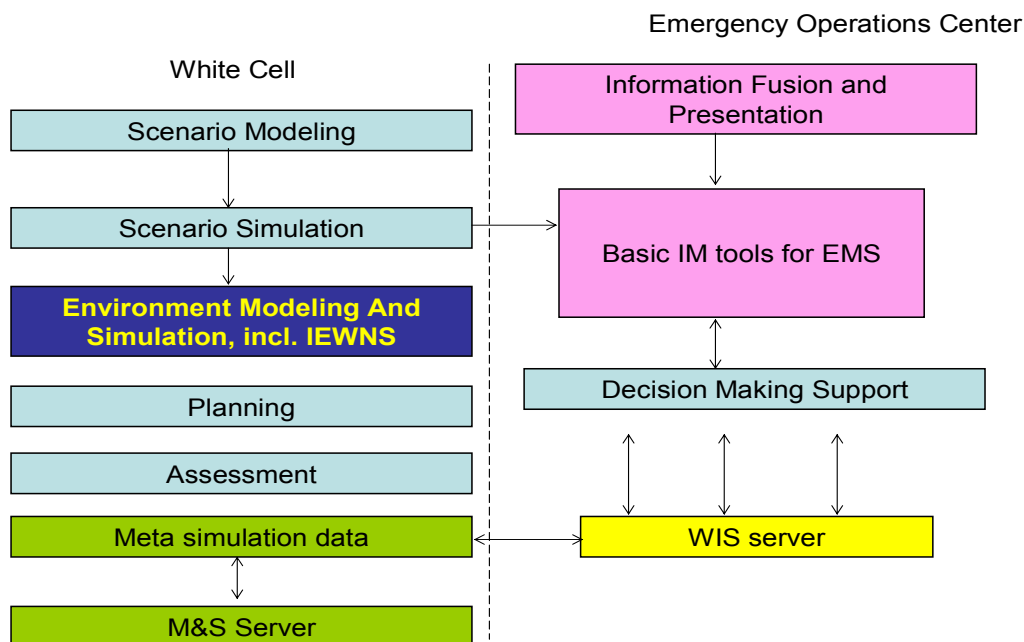 Emergency Operations Center
White Cell
Scenario Modeling
Scenario Simulation
Environment Modeling And
Simulation, incl. IEWNS
Planning
Assessment
Meta simulation data
M&S Server
Information Fusion and
Presentation
Basic IM tools for EMS
Decision Making Support
WIS server